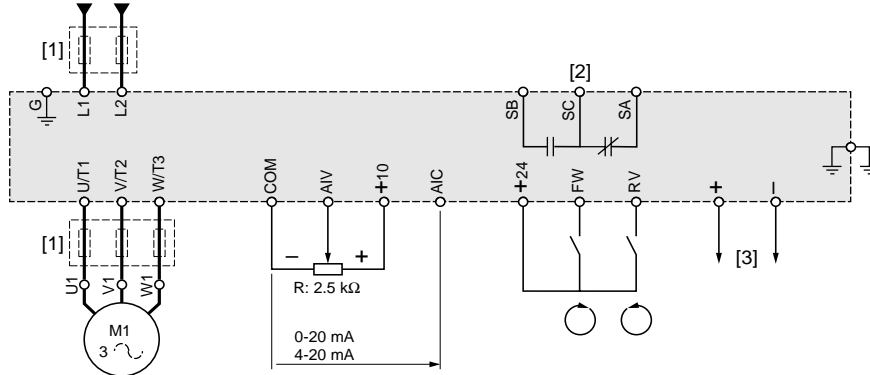 [1]
[2]
G
L1
L2
SB
SC
SA
U/T1
V/T2
W/T3
COM
AIV
+10
AIC
+24
FW
RV
+
−
[1]
− +
R: 2.5 kΩ
[3]
U1
V1
W1
M1
3
0-20 mA
4-20 mA